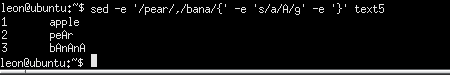 leon@ubuntu:~$ sed -e '/pear/,/bana/{' -e 's/a/A/g' -e '}' text5
1 apple
2 peAr
3 bAnAnA
leon@ubuntu:~$